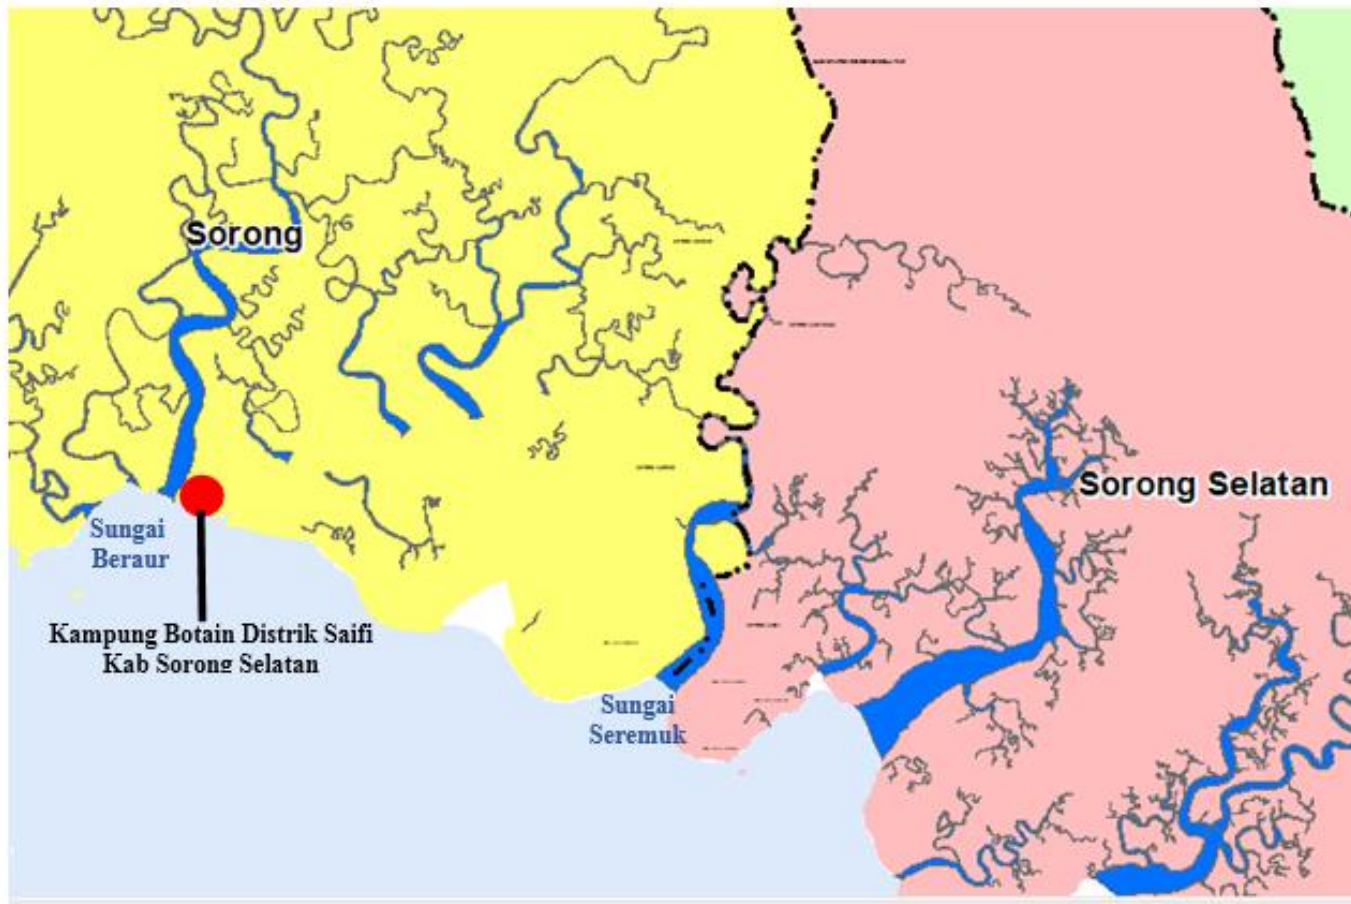 Sorong
Sorong Selatan
Sungai
Beraur
Kampung Botain Distrik Saifi
Kab Sorong Selatan
Sungai
Seremuk